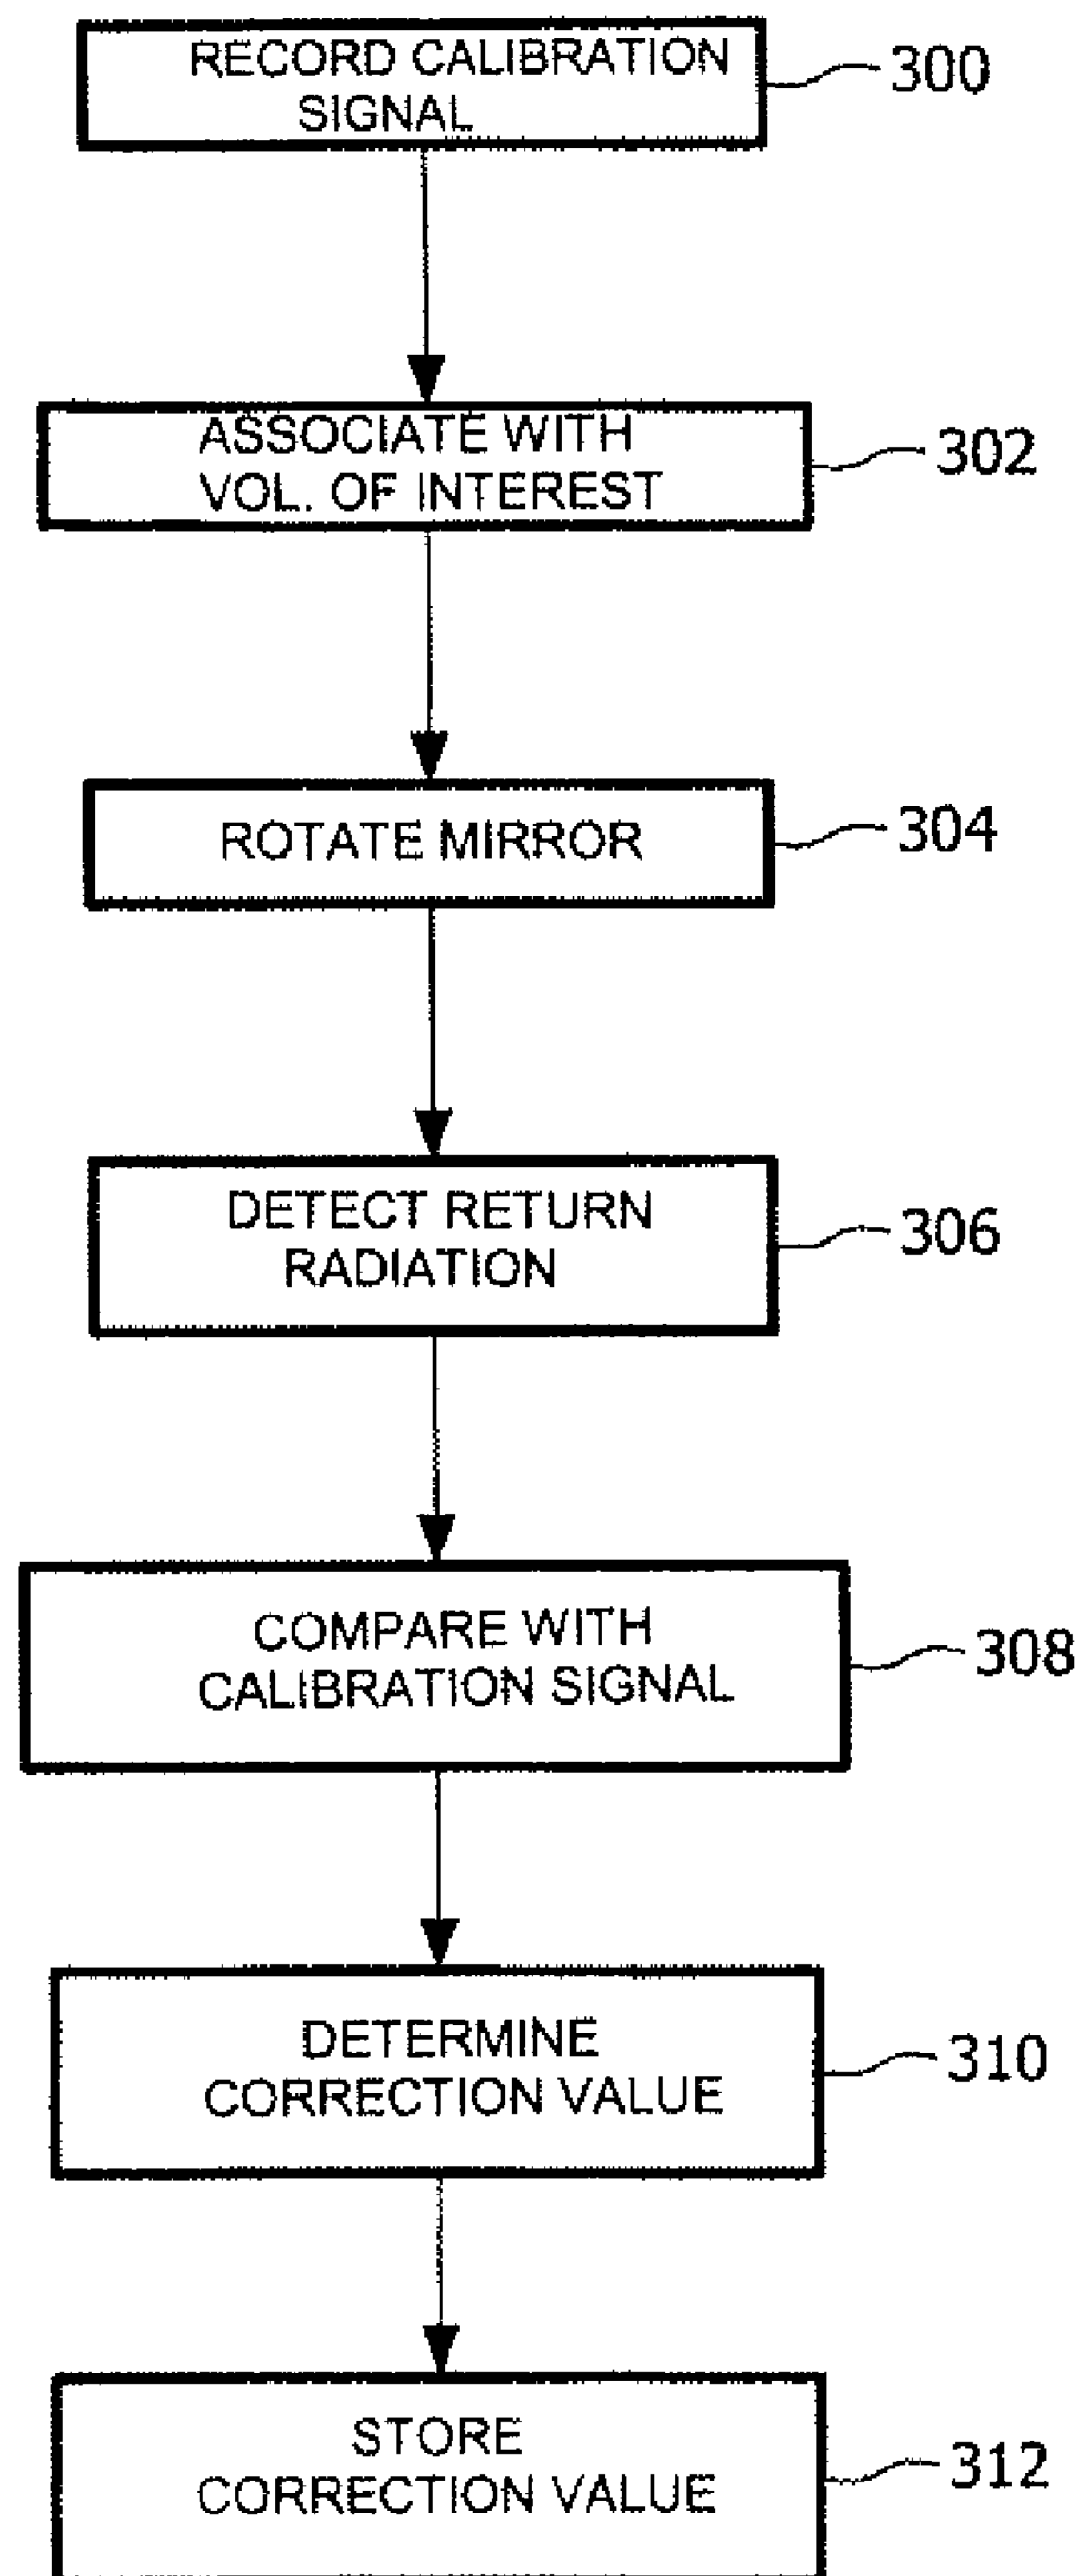 RECORD CALIBRATION
SIGNAL
300
ASSOCIATE WITH
VOL. OF INTEREST
302
ROTATE MIRROR
304
DETECT RETURN
RADIATION
306
COMPARE WITH
CALIBRATION SIGNAL
308
DETERMINE
CORRECTION VALUE
310
STORE
CORRECTION VALUE
312